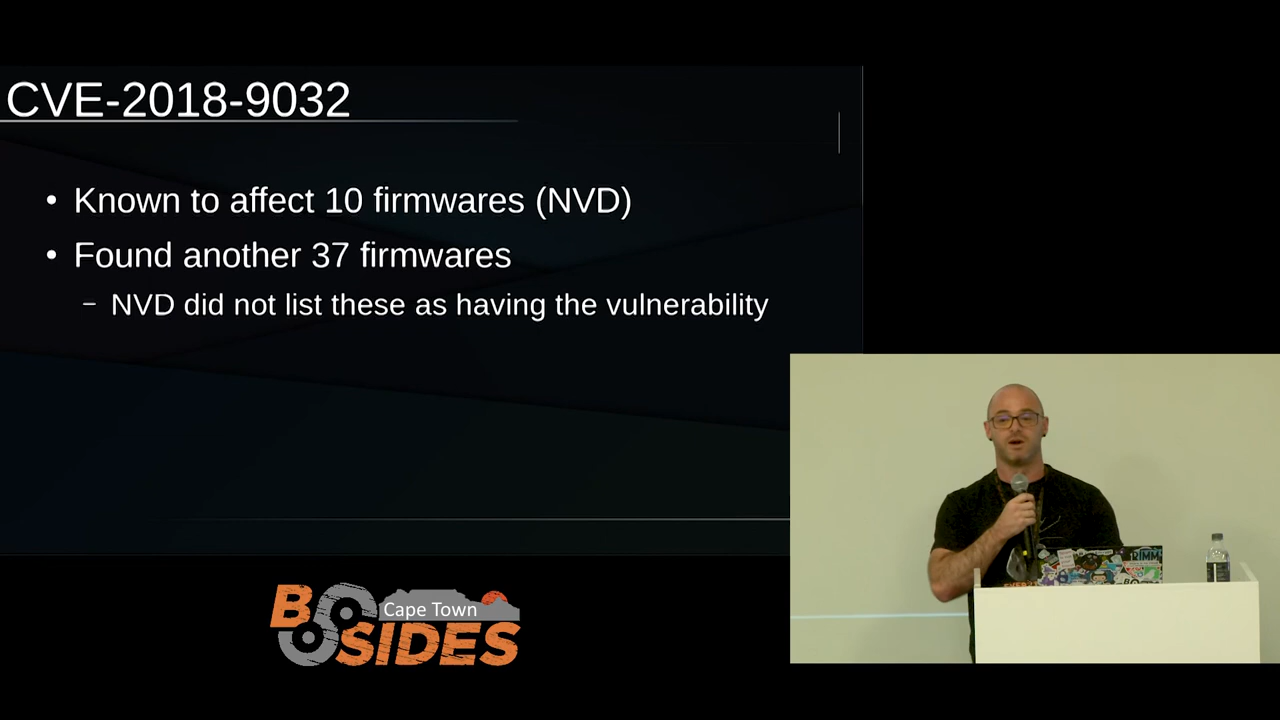 CVE-2018-9032
• Known to affect 10 firmwares (NVD)
• Found another 37 firmwares
– NVD did not list these as having the vulnerability
BSIDES
Cape Town